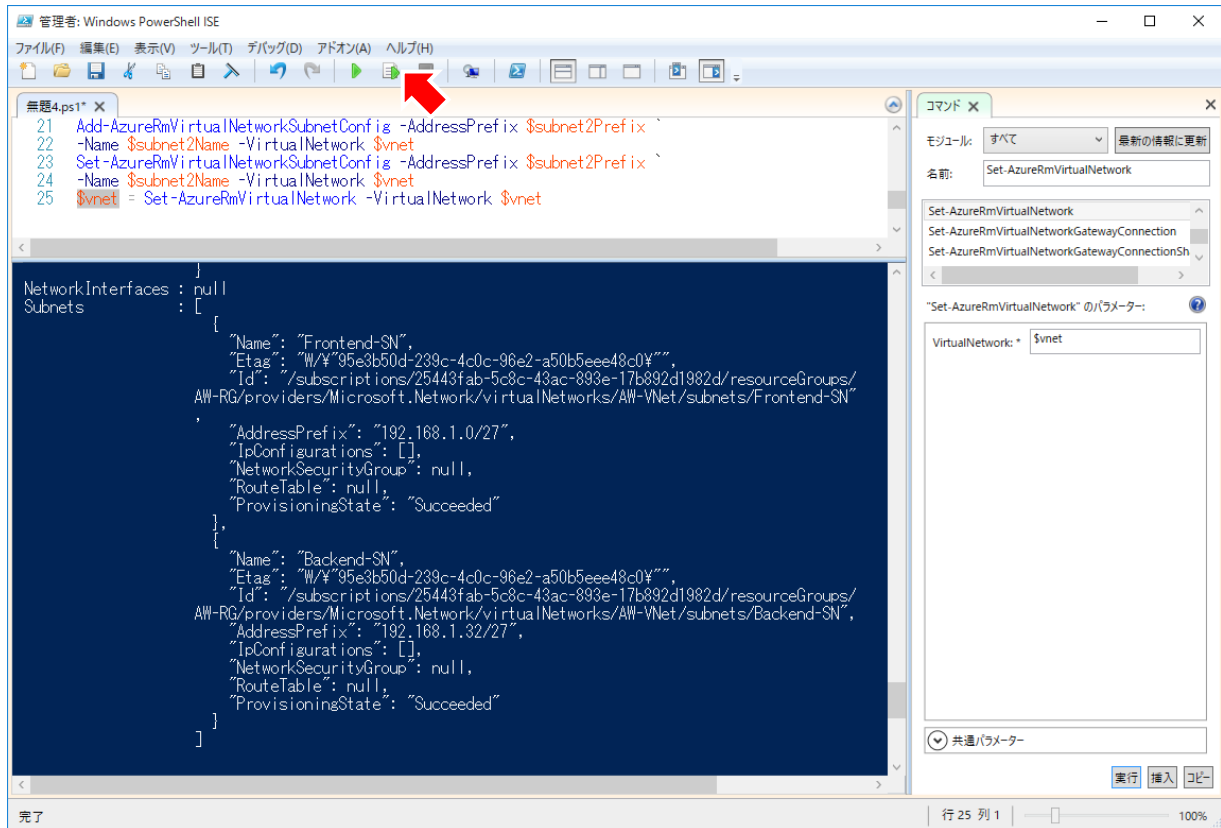 管理者: Windows PowerShell ISE
ファイル(F) 編集(E) 表示(V) ツール(T) デバッグ(D) アドオン(A) ヘルプ(H)
無題4.ps1* X
21 Add-AzureRmVirtualNetworkSubnetConfig -AddressPrefix $subnet2Prefix `
22 -Name $subnet2Name -VirtualNetwork $vnet
23 Set-AzureRmVirtualNetworkSubnetConfig -AddressPrefix $subnet2Prefix `
24 -Name $subnet2Name -VirtualNetwork $vnet
25 $vnet = Set-AzureRmVirtualNetwork -VirtualNetwork $vnet
}
NetworkInterfaces : null
Subnets : [
{
"Name": "Frontend-SN",
"Etag": "W/¥"95e3b50d-239c-4c0c-96e2-a50b5eee48c0¥"",
"Id": "/subscriptions/25443fab-5c8c-43ac-893e-17b892d1982d/resourceGroups/
AW-RG/providers/Microsoft.Network/virtualNetworks/AW-VNet/subnets/Frontend-SN"
,
"AddressPrefix": "192.168.1.0/27",
"IpConfigurations": [],
"NetworkSecurityGroup": null,
"RouteTable": null,
"ProvisioningState": "Succeeded"
},
{
"Name": "Backend-SN",
"Etag": "W/¥"95e3b50d-239c-4c0c-96e2-a50b5eee48c0¥"",
"Id": "/subscriptions/25443fab-5c8c-43ac-893e-17b892d1982d/resourceGroups/
AW-RG/providers/Microsoft.Network/virtualNetworks/AW-VNet/subnets/Backend-SN",
"AddressPrefix": "192.168.1.32/27",
"IpConfigurations": [],
"NetworkSecurityGroup": null,
"RouteTable": null,
"ProvisioningState": "Succeeded"
}
]
コマンド X
モジュール: すべて 最新の情報に更新
名前: Set-AzureRmVirtualNetwork
Set-AzureRmVirtualNetwork
Set-AzureRmVirtualNetworkGatewayConnection
Set-AzureRmVirtualNetworkGatewayConnectionSh
"Set-AzureRmVirtualNetwork" のパラメーター:
VirtualNetwork: * $vnet
共通パラメーター
実行 挿入 コピー
完了 行 25 列 1 100%